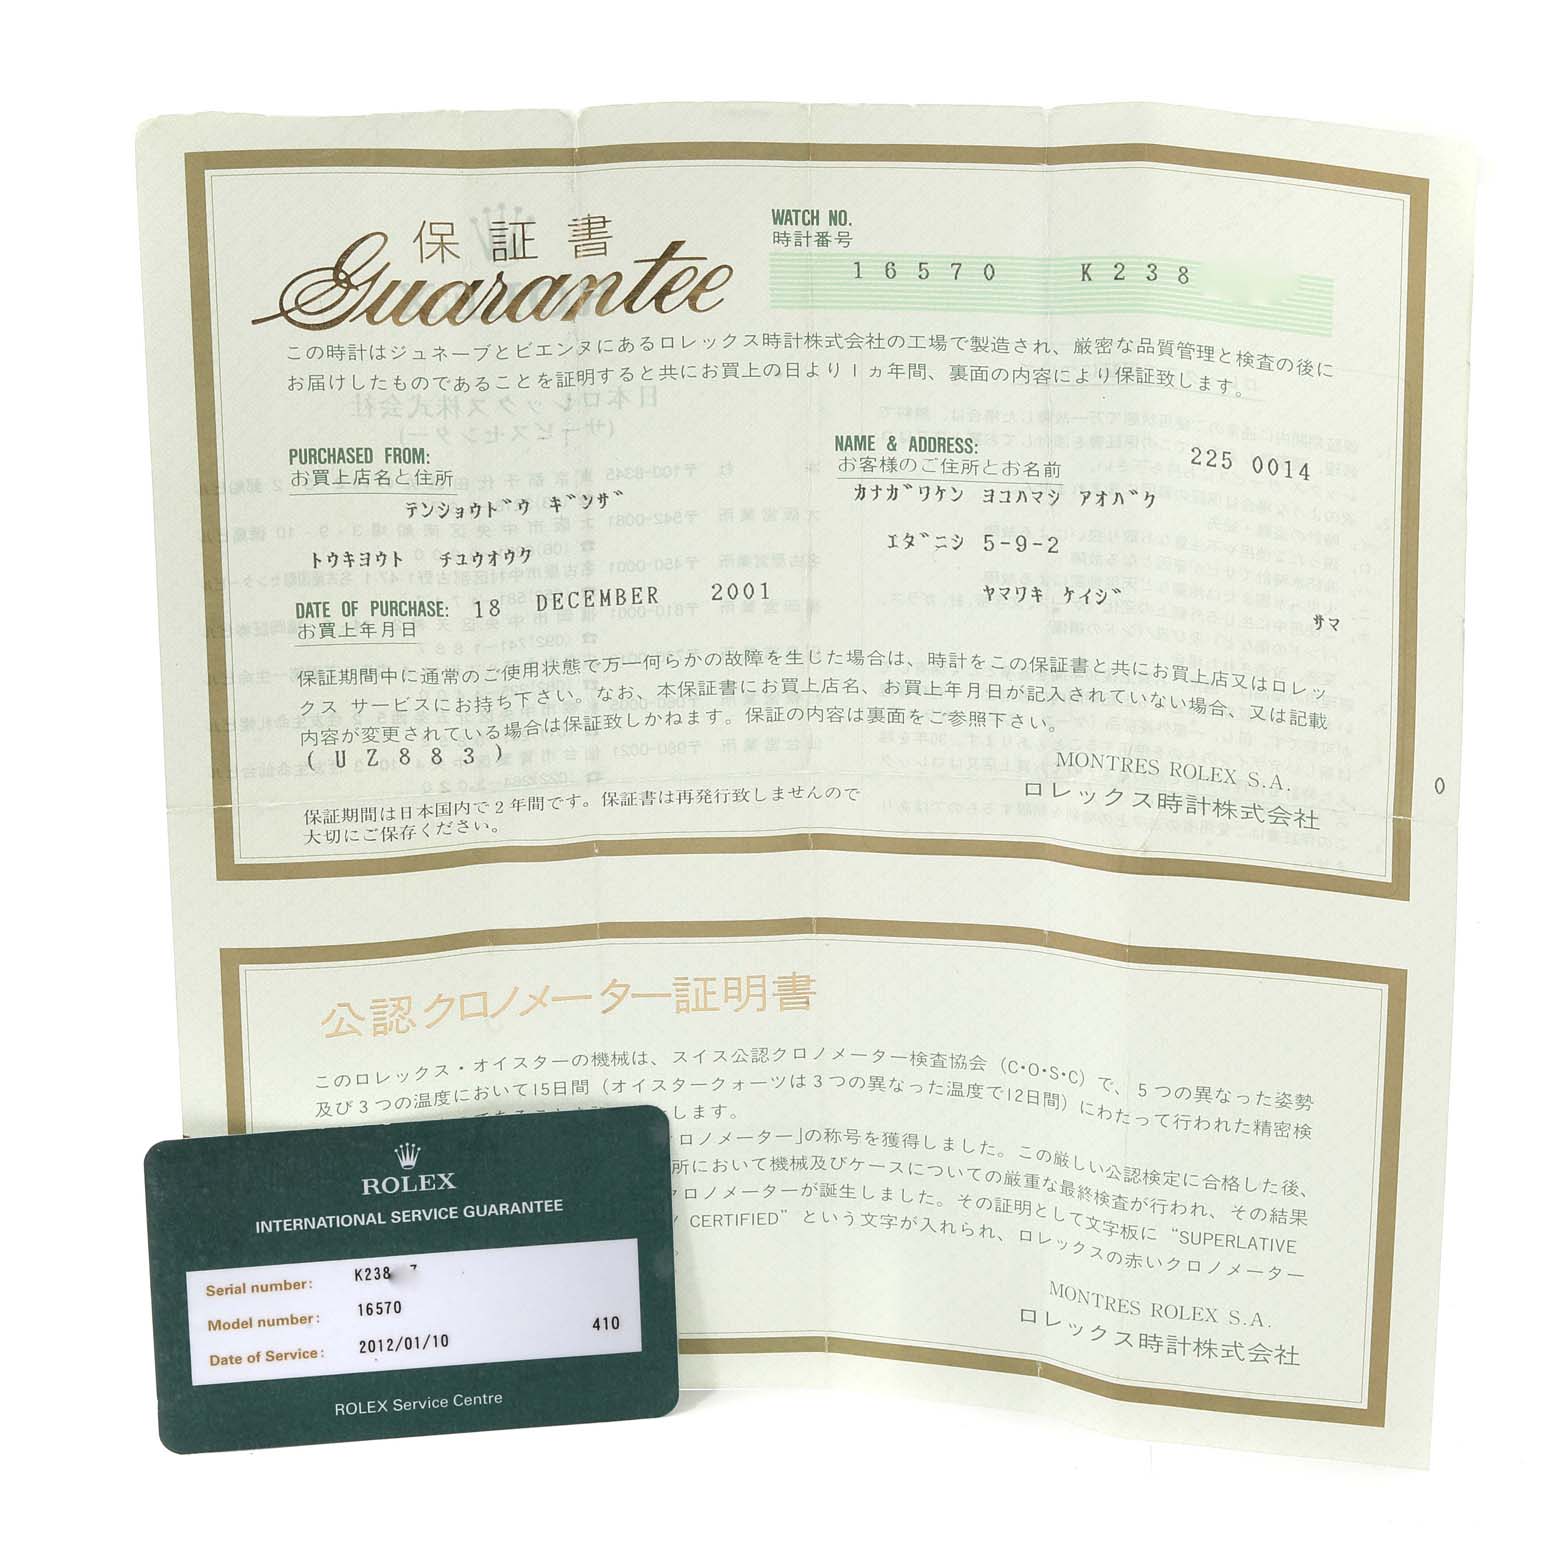 保証書
Guarantee
WATCH NO.
時計番号
16570 K238
この時計はジュネーブとビエンヌにあるロレックス時計株式会社の工場で製造され、厳密な品質管理と検査の後に
お届けしたものであることを証明すると共にお買上の日より1ヵ年間、裏面の内容により保証致します。
PURCHASED FROM:
お買上店名と住所
テンショウドウ ギンザ
トウキヨウト チュウオウク
DATE OF PURCHASE: 18 DECEMBER 2001
お買上年月日
NAME & ADDRESS:
お客様のご住所とお名前
225 0014
カナガワケン ヨコハマシ アオバク
エダニシ 5-9-2
ヤマワキ ケイジ
サマ
保証期間中に通常のご使用状態で万一何らかの故障を生じた場合は、時計をこの保証書と共にお買上店又はロレッ
クス サービスにお持ち下さい。なお、本保証書にお買上店名、お買上年月日が記入されていない場合、又は記載
内容が変更されている場合は保証致しかねます。保証の内容は裏面をご参照下さい。
(UZ883)
MONTRES ROLEX S.A.
ロレックス時計株式会社
0
保証期間は日本国内で2年間です。保証書は再発行致しませんので
大切にご保存ください。
公認クロノメーター証明書
このロレックス・オイスターの機械は、スイス公認クロノメーター検査協会 (C・O・S・C) で、5つの異なった姿勢
及び3つの温度において15日間 (オイスタークォーツは3つの異なった温度で12日間) にわたって行われた精密検
します。
クロノメーター」の称号を獲得しました。この厳しい公認検定に合格した後、
所において機械及びケースについての厳重な最終検査が行われ、その結果
クロノメーターが誕生しました。その証明として文字板に “SUPERLATIVE
CERTIFIED” という文字が入れられ、ロレックスの赤いクロノメーター
MONTRES ROLEX S.A.
ロレックス時計株式会社
ROLEX
INTERNATIONAL SERVICE GUARANTEE
Serial number: K238 7
Model number: 16570
Date of Service: 2012/01/10 410
ROLEX Service Centre